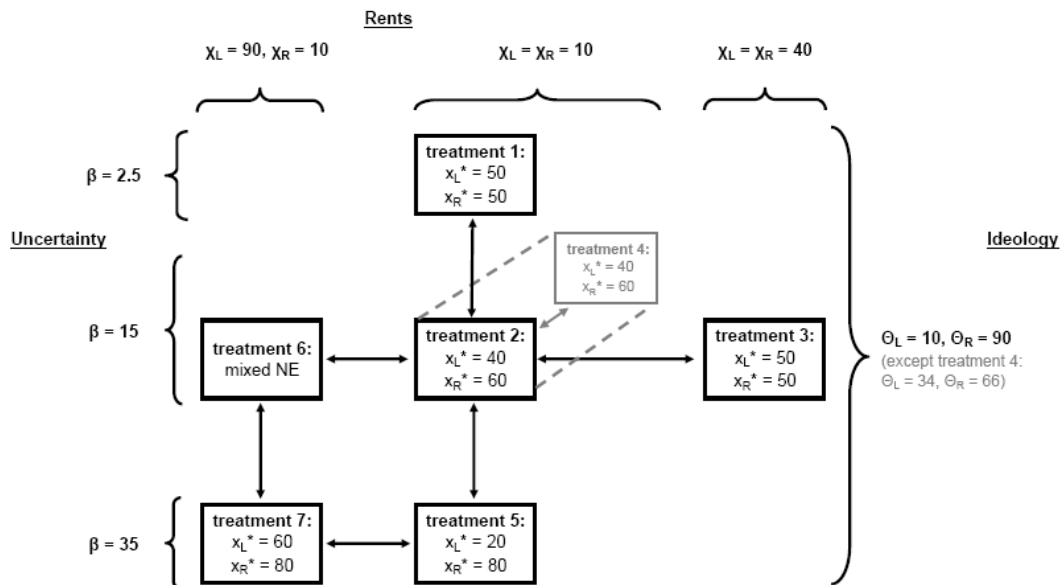 Rents
χL = 90, χR = 10
χL = χR = 10
χL = χR = 40
β = 2.5
treatment 1:
xL* = 50
xR* = 50
Uncertainty
Ideology
treatment 4:
xL* = 40
xR* = 60
β = 15
treatment 6:
mixed NE
treatment 2:
xL* = 40
xR* = 60
treatment 3:
xL* = 50
xR* = 50
ΘL = 10, ΘR = 90
(except treatment 4:
ΘL = 34, ΘR = 66)
β = 35
treatment 7:
xL* = 60
xR* = 80
treatment 5:
xL* = 20
xR* = 80